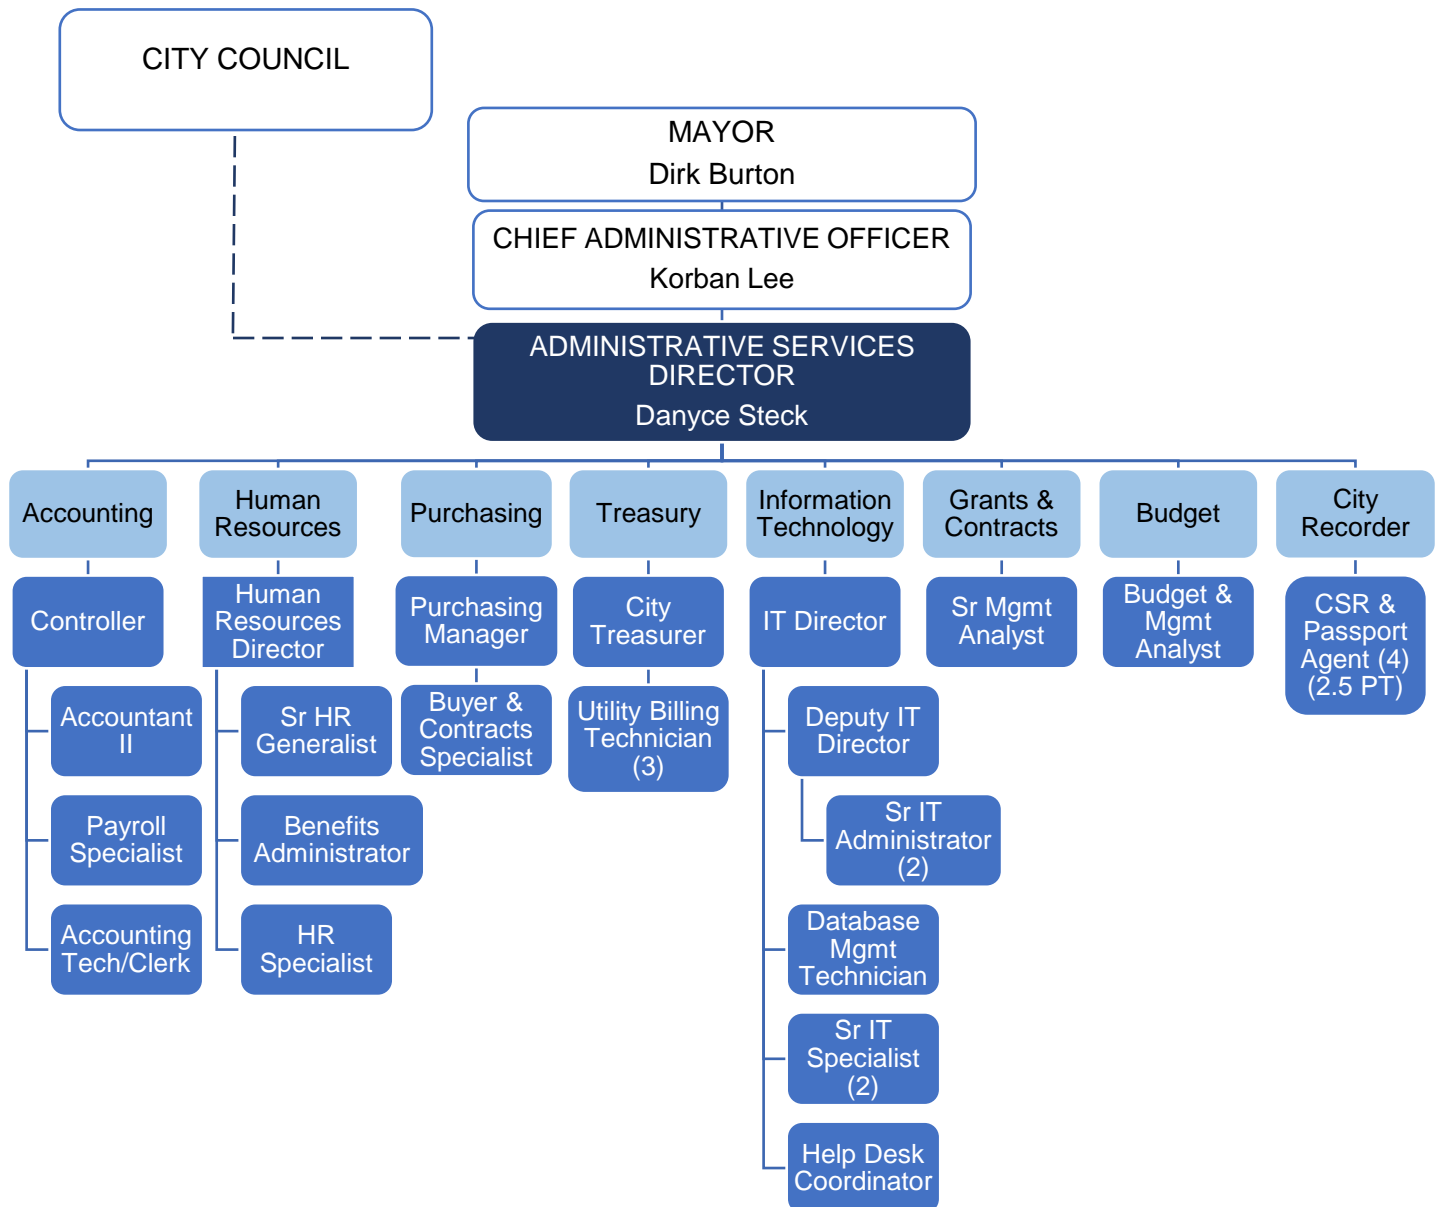 CITY COUNCIL
MAYOR
Dirk Burton
CHIEF ADMINISTRATIVE OFFICER
Korban Lee
ADMINISTRATIVE SERVICES
DIRECTOR
Danyce Steck
Accounting
Human
Resources
Purchasing
Treasury
Information
Technology
Grants &
Contracts
Budget
City
Recorder
Controller
Human
Resources
Director
Purchasing
Manager
City
Treasurer
IT Director
Sr Mgmt
Analyst
Budget &
Mgmt
Analyst
CSR &
Passport
Agent (4)
(2.5 PT)
Accountant
II
Sr HR
Generalist
Buyer &
Contracts
Specialist
Utility Billing
Technician
(3)
Deputy IT
Director
Payroll
Specialist
Benefits
Administrator
Sr IT
Administrator
(2)
Accounting
Tech/Clerk
HR
Specialist
Database
Mgmt
Technician
Sr IT
Specialist
(2)
Help Desk
Coordinator